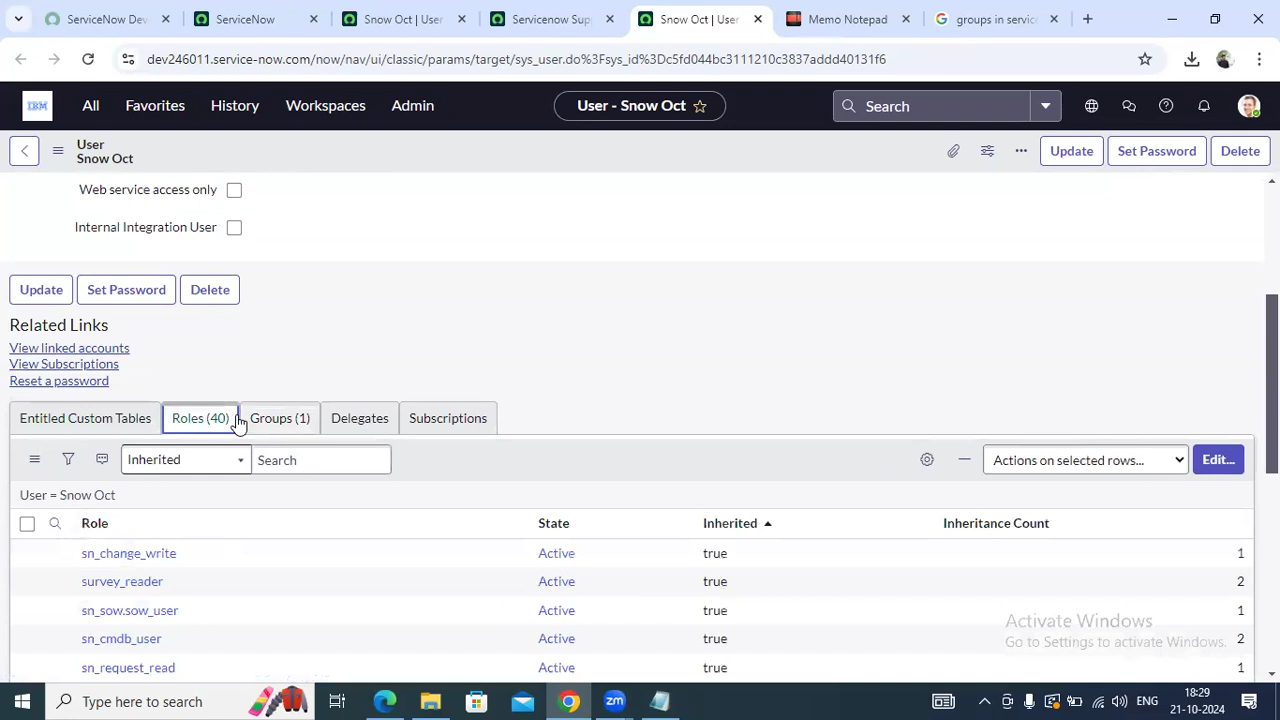 ServiceNow Dev
ServiceNow
Snow Oct | User
Servicenow Supp
Snow Oct | User
Memo Notepad
groups in service
dev246011.service-now.com/now/nav/ui/classic/params/target/sys_user.do%3Fsys_id%3Dc5fd044bc3111210c3837addd40131f6
IBM
All
Favorites
History
Workspaces
Admin
User - Snow Oct
Search
User
Snow Oct
Update
Set Password
Delete
Web service access only
Internal Integration User
Update
Set Password
Delete
Related Links
View linked accounts
View Subscriptions
Reset a password
Entitled Custom Tables
Roles (40)
Groups (1)
Delegates
Subscriptions
Inherited
Search
Actions on selected rows...
Edit...
User = Snow Oct
Role State Inherited Inheritance Count
sn_change_write Active true 1
survey_reader Active true 2
sn_sow.sow_user Active true 1
sn_cmdb_user Active true 2
sn_request_read Active true 1
Activate Windows
Go to Settings to activate Windows.
Type here to search
ENG
18:29
21-10-2024